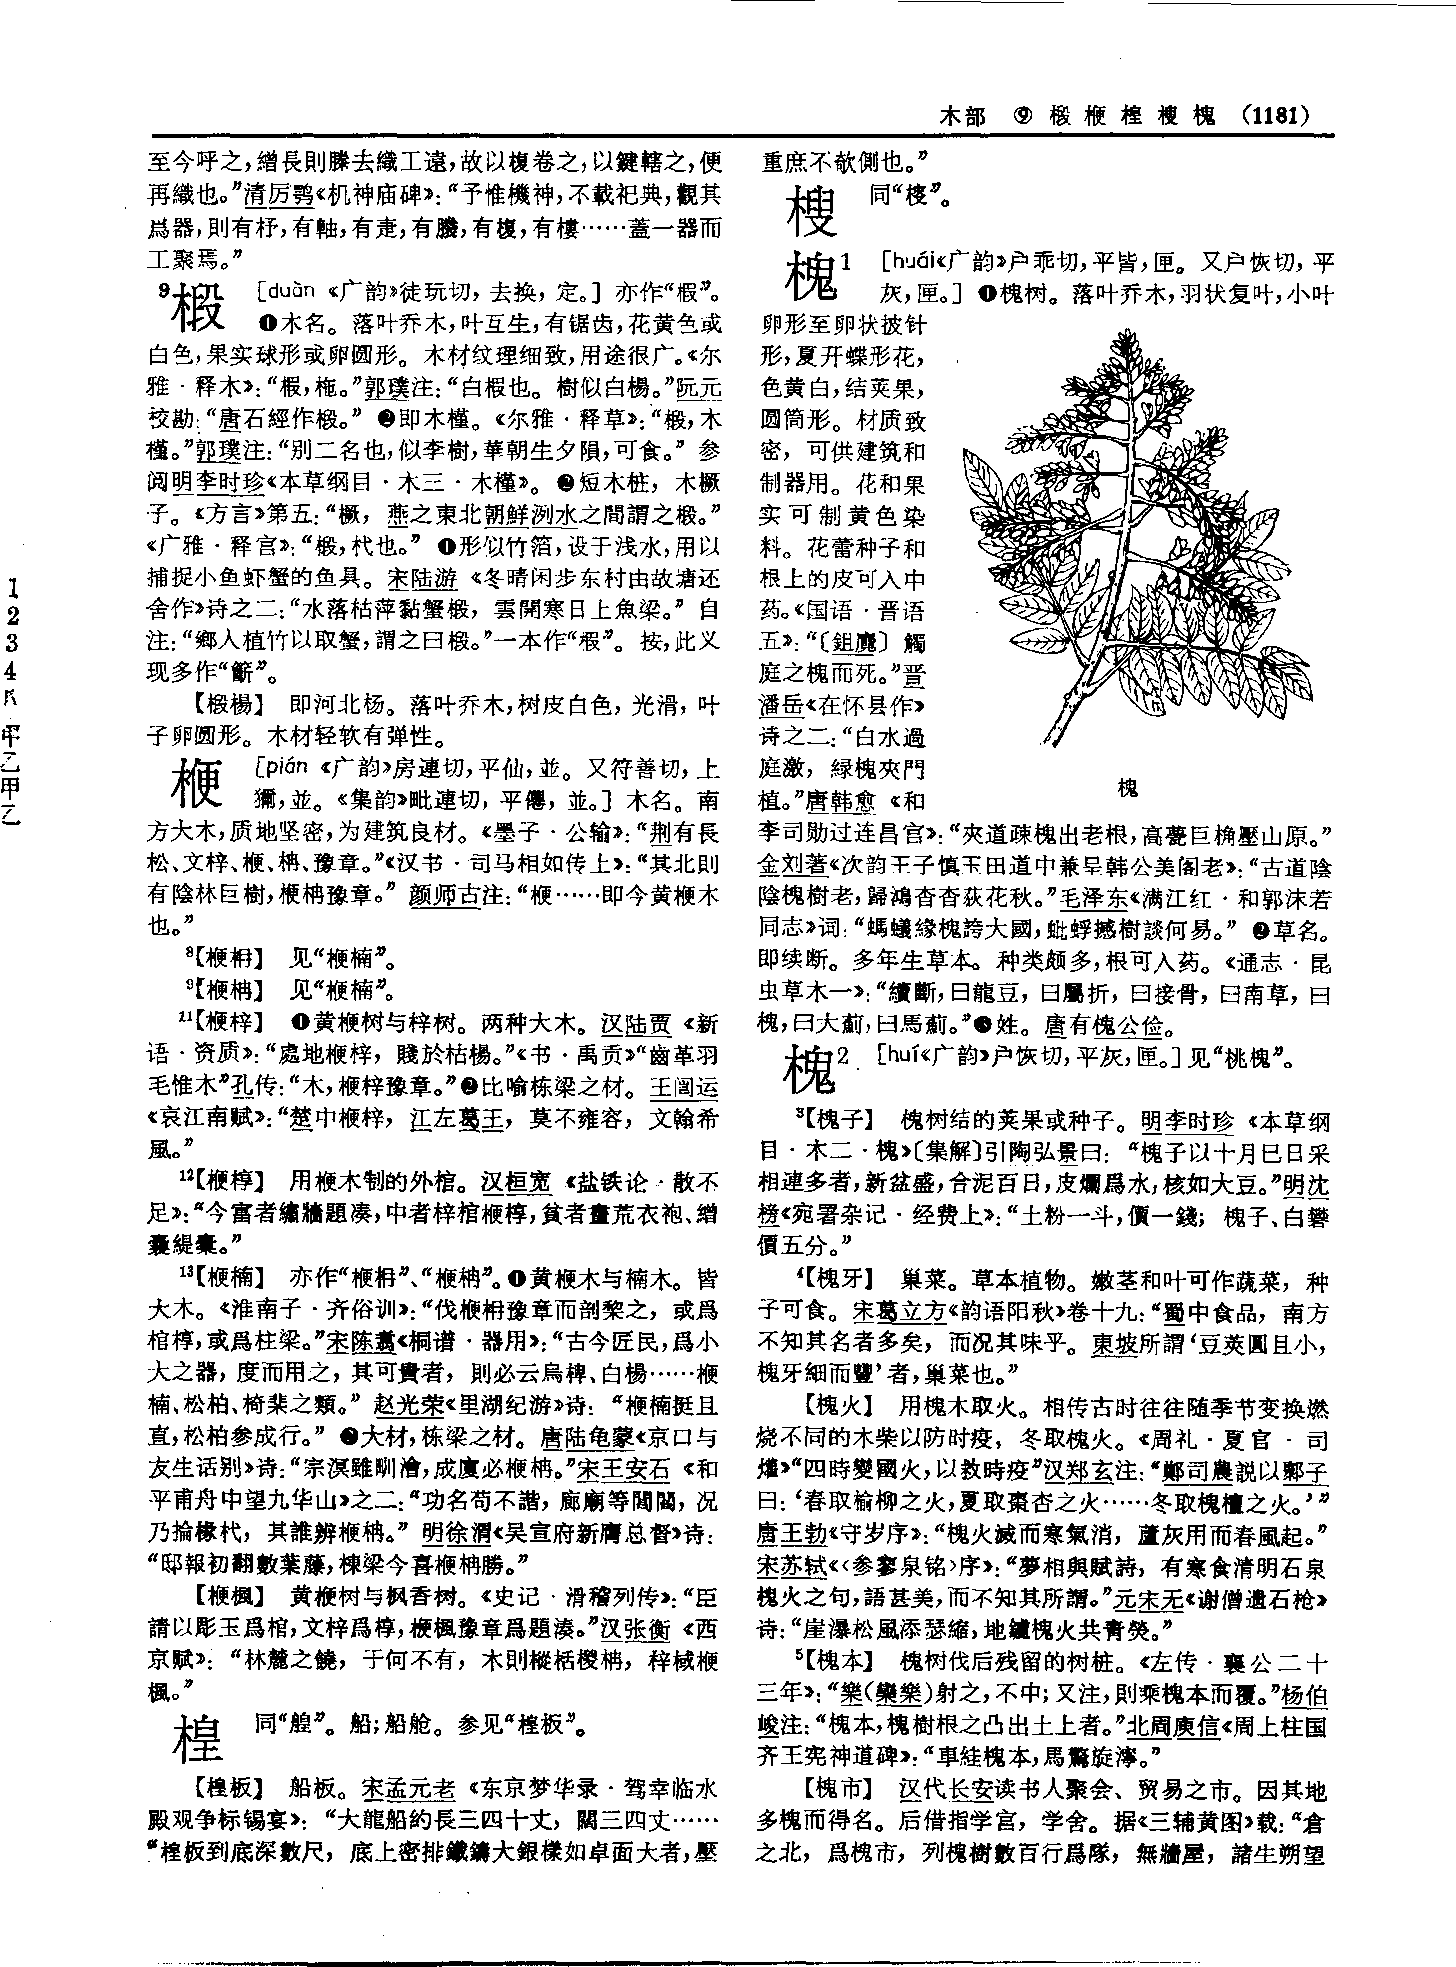 木部 ⑨ 椴 楩 楻 㮴 槐 (1181)
至今呼之，繒長則騰去織工遠，故以複卷之，以鍵轄之，便
再織也。”清厉鹗《机神庙碑》：“予惟機神，不載祀典，觀其
爲器，則有杼，有軸，有疌，有榺，有複，有樓……蓋一器而
工聚焉。”
⁹椴 [duàn《广韵》徒玩切，去换，定。] 亦作“椵”。
❶木名。落叶乔木，叶互生，有锯齿，花黄色或
白色，果实球形或卵圆形。木材纹理细致，用途很广。《尔
雅·释木》：“椵，柂。”郭璞注：“白椵也。樹似白楊。”阮元
校勘：“唐石經作椴。” ❷即木槿。《尔雅·释草》：“椴，木
槿。”郭璞注：“别二名也，似李樹，華朝生夕隕，可食。” 参
阅明李时珍《本草纲目·木三·木槿》。 ❸短木桩，木橛
子。《方言》第五：“橛，燕之東北朝鮮洌水之間謂之椴。”
《广雅·释宫》：“椴，杙也。” ❹形似竹箔，设于浅水，用以
捕捉小鱼虾蟹的鱼具。宋陆游《冬晴闲步东村由故塘还
舍作》诗之二：“水落枯萍黏蟹椴，雲開寒日上魚梁。” 自
注：“鄉人植竹以取蟹，謂之曰椴。”一本作“椵”。按，此义
现多作“籪”。
【椴楊】 即河北杨。落叶乔木，树皮白色，光滑，叶
子卵圆形。木材轻软有弹性。
楩 [pián《广韵》房連切，平仙，並。又符善切，上
獮，並。《集韵》毗連切，平僊，並。] 木名。南
方大木，质地坚密，为建筑良材。《墨子·公输》：“荆有長
松、文梓、楩、枏、豫章。”《汉书·司马相如传上》：“其北則
有陰林巨樹，楩枏豫章。” 颜师古注：“楩……即今黄楩木
也。”
⁸【楩枏】 见“楩楠”。
⁹【楩柟】 见“楩楠”。
¹¹【楩梓】 ❶黄楩树与梓树。两种大木。汉陆贾《新
语·资质》：“處地楩梓，賤於枯楊。”《书·禹贡》“齒革羽
毛惟木”孔传：“木，楩梓豫章。”❷比喻栋梁之材。王闿运
《哀江南赋》：“楚中楩梓，江左葛王，莫不雍容，文翰希
風。”
¹²【楩椁】 用楩木制的外棺。汉桓宽《盐铁论·散不
足》：“今富者繡牆題凑，中者梓棺楩椁，貧者畫荒衣袍、繒
囊緹橐。”
¹³【楩楠】 亦作“楩枏”、“楩柟”。❶黄楩木与楠木。皆
大木。《淮南子·齐俗训》：“伐楩枏豫章而剖棃之，或爲
棺椁，或爲柱梁。”宋陈翥《桐谱·器用》：“古今匠民，爲小
大之器，度而用之，其可貴者，則必云烏椑、白楊……楩
楠、松柏、椅棐之類。” 赵光荣《里湖纪游》诗：“楩楠挺且
直，松柏参成行。” ❷大材，栋梁之材。唐陆龟蒙《京口与
友生话别》诗：“宗溟雖畎澮，成廈必楩柟。”宋王安石《和
平甫舟中望九华山》之二：“功名苟不諧，廊廟等閭閻，况
乃掄椽杙，其誰辨楩柟。” 明徐渭《吴宣府新膺总督》诗：
“邸報初翻數葉藤，棟梁今喜楩柟勝。”
【楩楓】 黄楩树与枫香树。《史记·滑稽列传》：“臣
請以彫玉爲棺，文梓爲椁，楩楓豫章爲題湊。”汉张衡《西
京赋》：“林麓之饒，于何不有，木則樅栝椶柟，梓棫楩
楓。”
楻 同“艎”。船；船舱。参见“楻板”。
【楻板】 船板。宋孟元老《东京梦华录·驾幸临水
殿观争标锡宴》：“大龍船約長三四十丈，闊三四丈……
楻板到底深數尺，底上密排鐵鑄大銀樣如卓面大者，壓
重庶不欹側也。”
㮴 同“椶”。
槐¹ [huái《广韵》户乖切，平皆，匣。又户恢切，平
灰，匣。] ❶槐树。落叶乔木，羽状复叶，小叶
卵形至卵状披针
形，夏开蝶形花，
色黄白，结荚果，
圆筒形。材质致
密，可供建筑和
制器用。花和果
实可制黄色染
料。花蕾种子和
根上的皮可入中
药。《国语·晋语
五》：“〔鉏麑〕觸
庭之槐而死。”晋
潘岳《在怀县作》
诗之二：“白水過
庭激，緑槐夾門
植。”唐韩愈《和
槐
李司勋过连昌宫》：“夾道疎槐出老根，高甍巨桷壓山原。”
金刘著《次韵王子慎玉田道中兼呈韩公美阁老》：“古道陰
陰槐樹老，歸鴻杳杳荻花秋。”毛泽东《满江红·和郭沫若
同志》词：“螞蟻緣槐誇大國，蚍蜉撼樹談何易。” ❷草名。
即续断。多年生草本。种类颇多，根可入药。《通志·昆
虫草木一》：“續斷，曰龍豆，曰屬折，曰接骨，曰南草，曰
槐，曰大薊，曰馬薊。”❸姓。唐有槐公俭。
槐² [huí《广韵》户恢切，平灰，匣。]见“桃槐”。
³【槐子】 槐树结的荚果或种子。明李时珍《本草纲
目·木二·槐》〔集解〕引陶弘景曰：“槐子以十月巳日采
相連多者，新盆盛，合泥百日，皮爛爲水，核如大豆。”明沈
榜《宛署杂记·经费上》：“土粉一斗，價一錢；槐子、白礬
價五分。”
⁴【槐牙】 巢菜。草本植物。嫩茎和叶可作蔬菜，种
子可食。宋葛立方《韵语阳秋》卷十九：“蜀中食品，南方
不知其名者多矣，而况其味乎。東坡所謂‘豆莢圓且小，
槐牙細而豐’者，巢菜也。”
【槐火】 用槐木取火。相传古时往往随季节变换燃
烧不同的木柴以防时疫，冬取槐火。《周礼·夏官·司
爟》“四時變國火，以救時疫”汉郑玄注：“鄭司農説以鄹子
曰：‘春取榆柳之火，夏取棗杏之火……冬取槐檀之火。’”
唐王勃《守岁序》：“槐火滅而寒氣消，蘆灰用而春風起。”
宋苏轼《〈参寥泉铭〉序》：“夢相與賦詩，有寒食清明石泉
槐火之句，語甚美，而不知其所謂。”元宋无《谢僧遗石枪》
诗：“崖瀑松風添瑟縮，地鑪槐火共青熒。”
⁵【槐本】 槐树伐后残留的树桩。《左传·襄公二十
三年》：“樂（欒樂）射之，不中；又注，則乘槐本而覆。”杨伯
峻注：“槐本，槐樹根之凸出土上者。”北周庾信《周上柱国
齐王宪神道碑》：“車絓槐本，馬驚旋濘。”
【槐市】 汉代长安读书人聚会、贸易之市。因其地
多槐而得名。后借指学宫，学舍。据《三辅黄图》载：“倉
之北，爲槐市，列槐樹數百行爲隊，無牆屋，諸生朔望
1
2
3
4
甲
乙
甲
乙